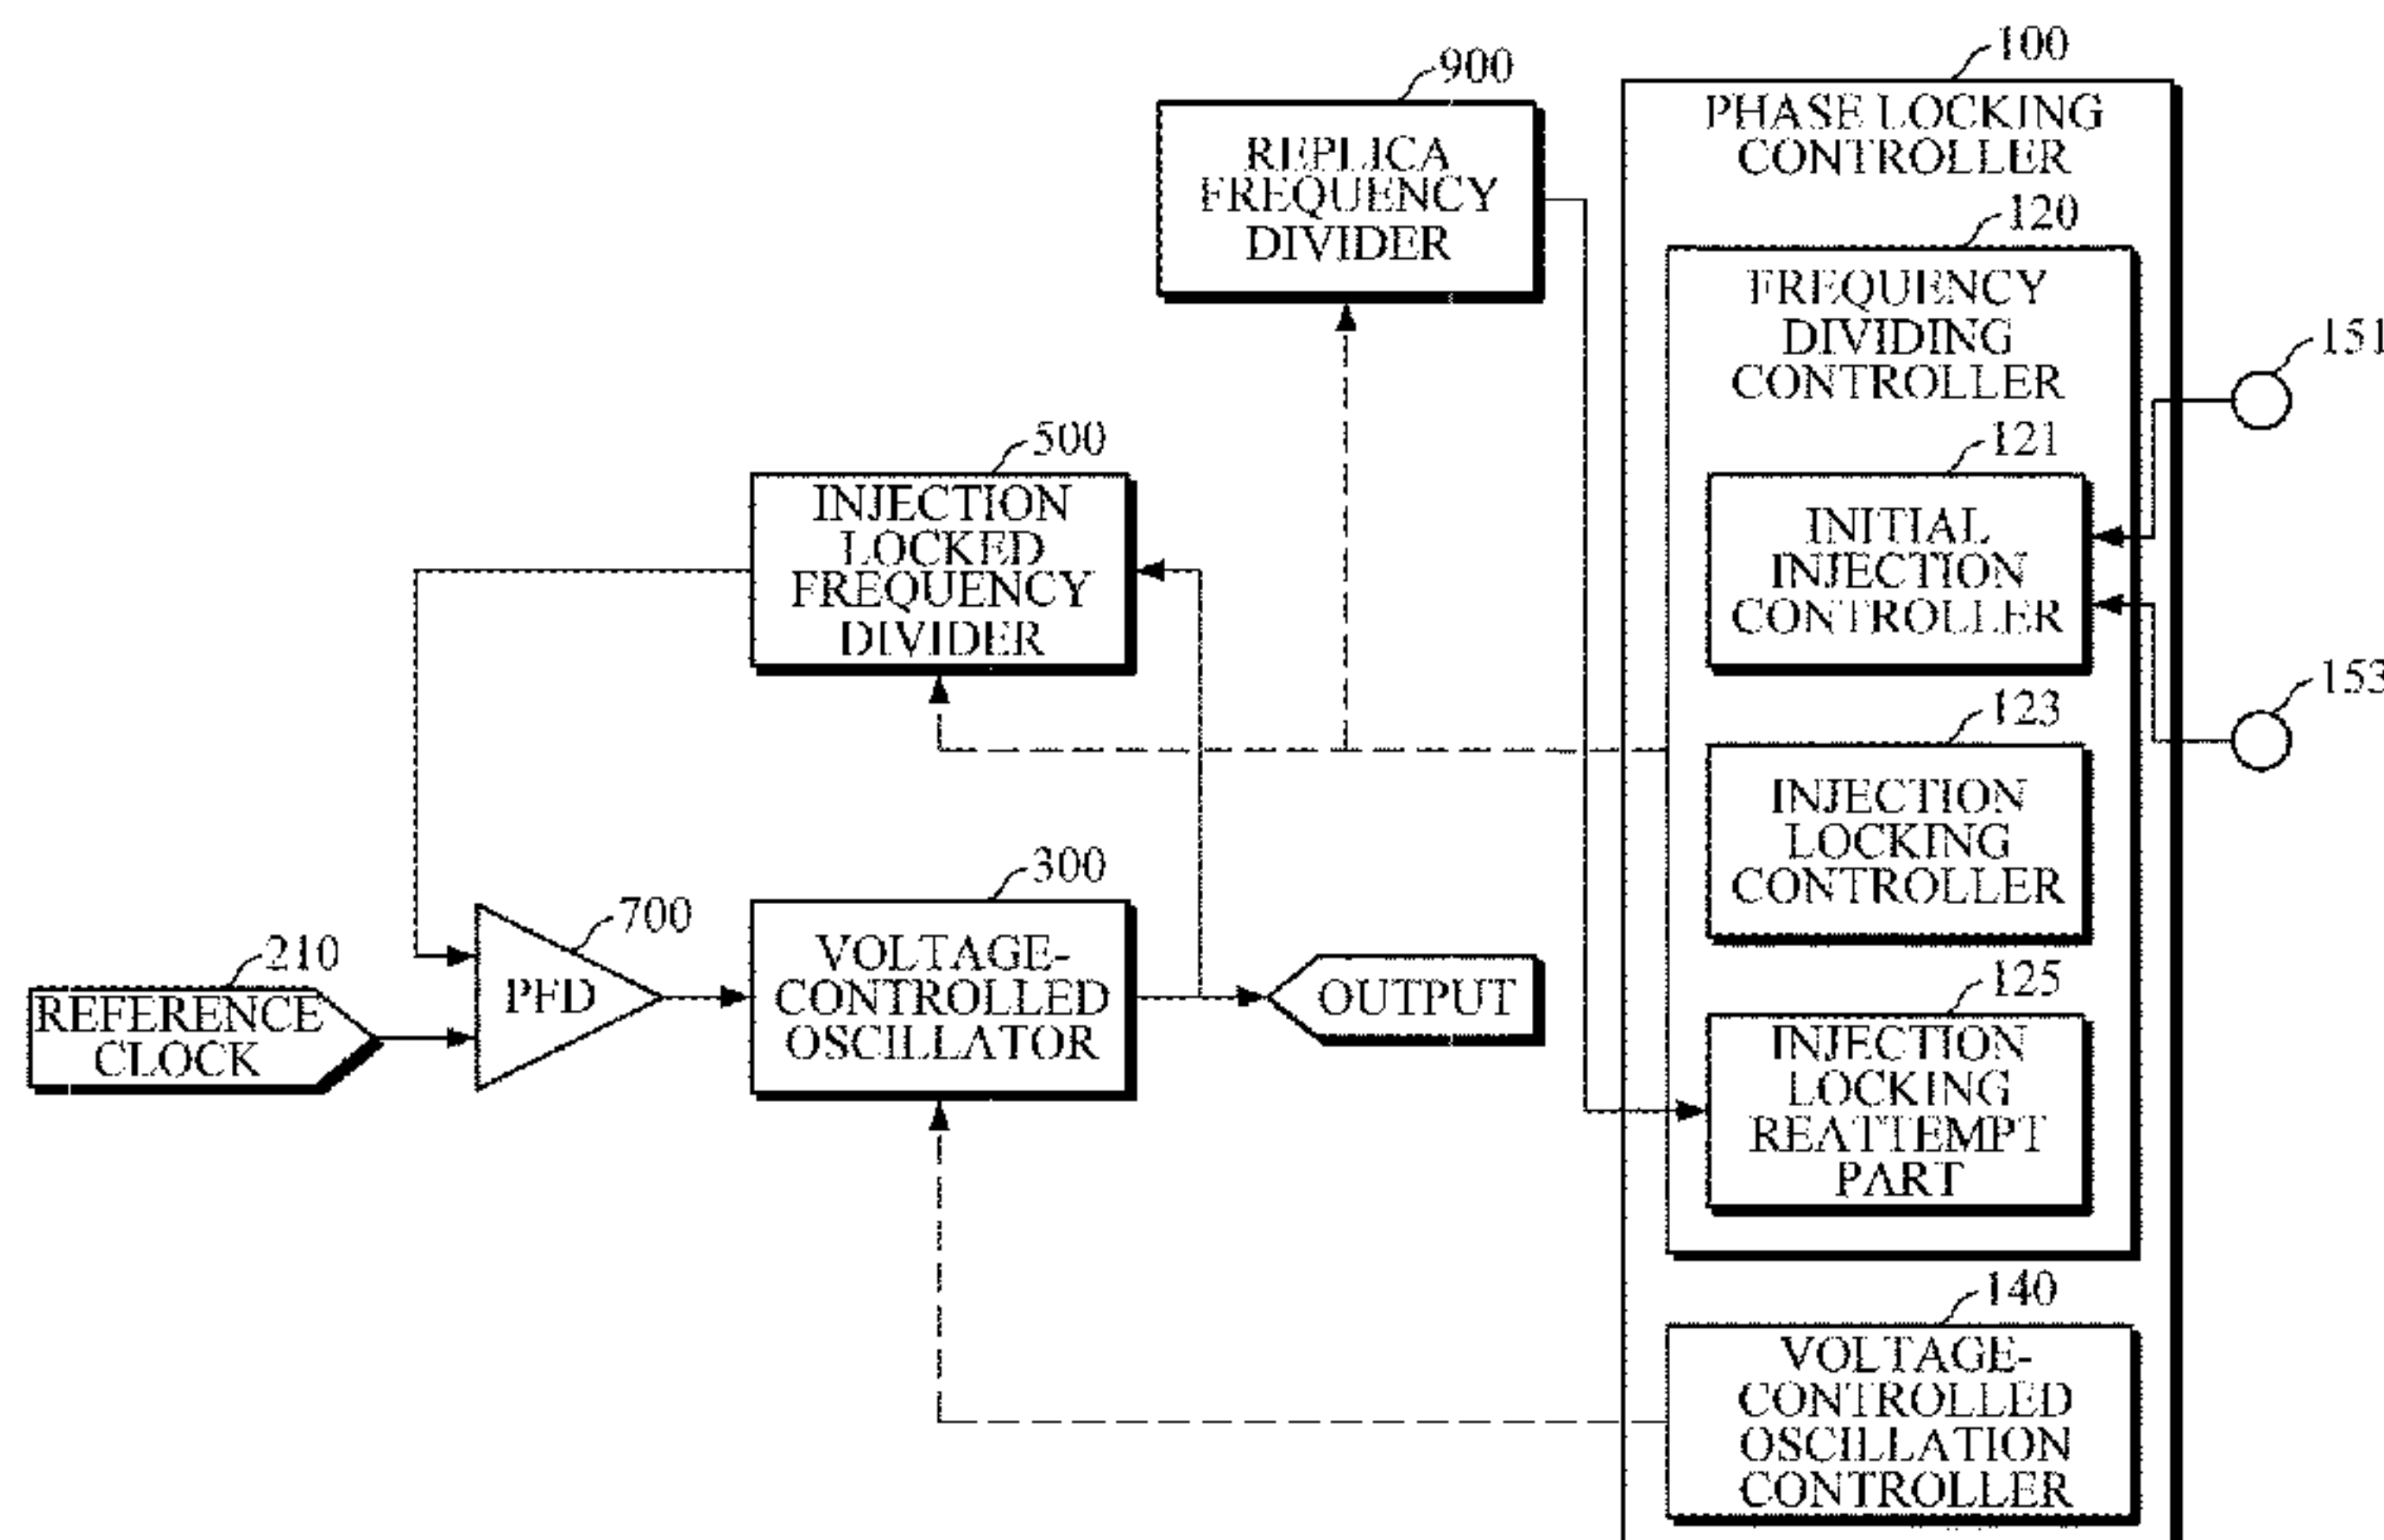 100
PHASE LOCKING
CONTROLLER
900
REPLICA
FREQUENCY
DIVIDER
120
FREQUENCY
DIVIDING
CONTROLLER
151
500
INJECTION
LOCKED
FREQUENCY
DIVIDER
121
INITIAL
INJECTION
CONTROLLER
153
123
INJECTION
LOCKING
CONTROLLER
300
VOLTAGE-
CONTROLLED
OSCILLATOR
700
PFD
210
REFERENCE
CLOCK
OUTPUT
125
INJECTION
LOCKING
REATTEMPT
PART
140
VOLTAGE-
CONTROLLED
OSCILLATION
CONTROLLER